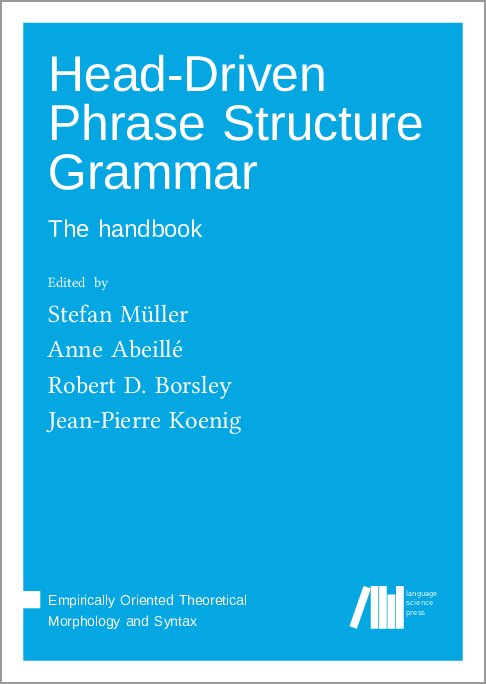 Head-Driven
Phrase Structure
Grammar
The handbook
Edited by
Stefan Müller
Anne Abeillé
Robert D. Borsley
Jean-Pierre Koenig
Empirically Oriented Theoretical
Morphology and Syntax
language
science
press